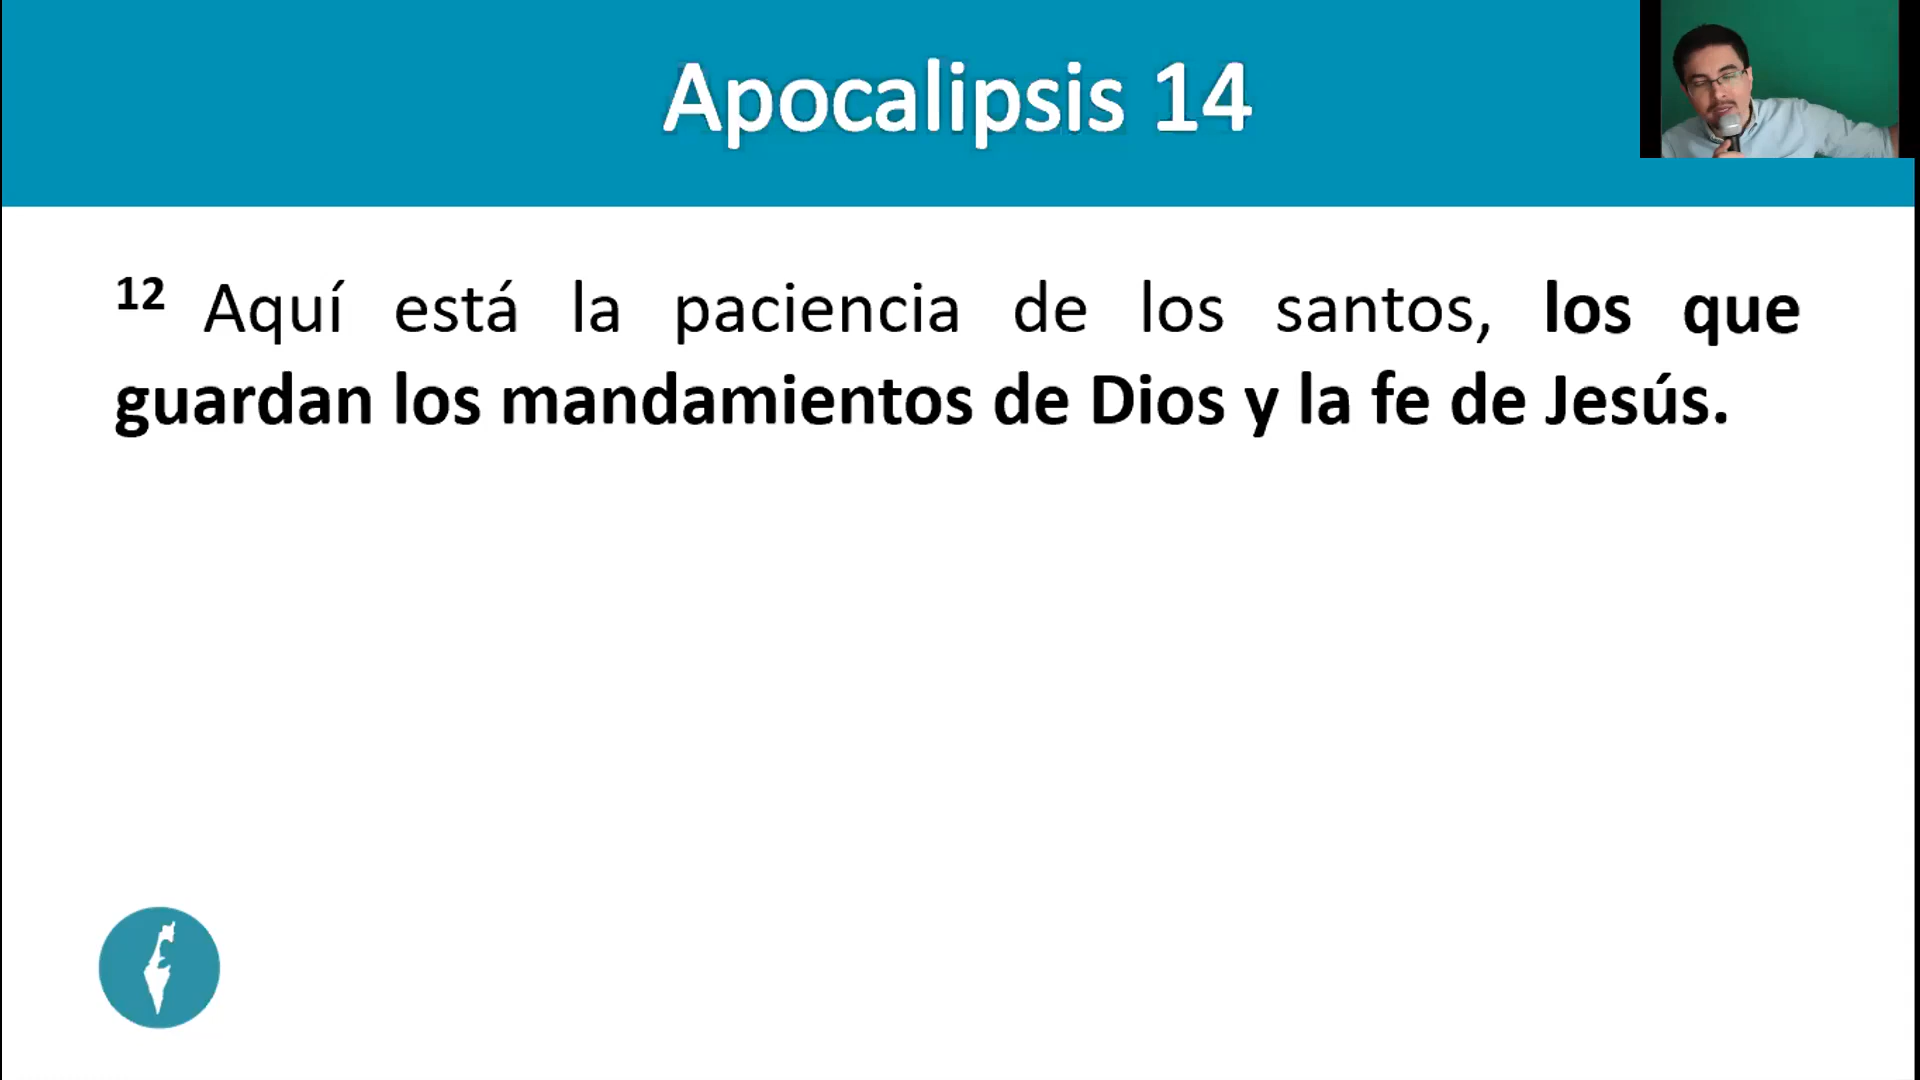 Apocalipsis 14
12 Aquí está la paciencia de los santos, los que
guardan los mandamientos de Dios y la fe de Jesús.